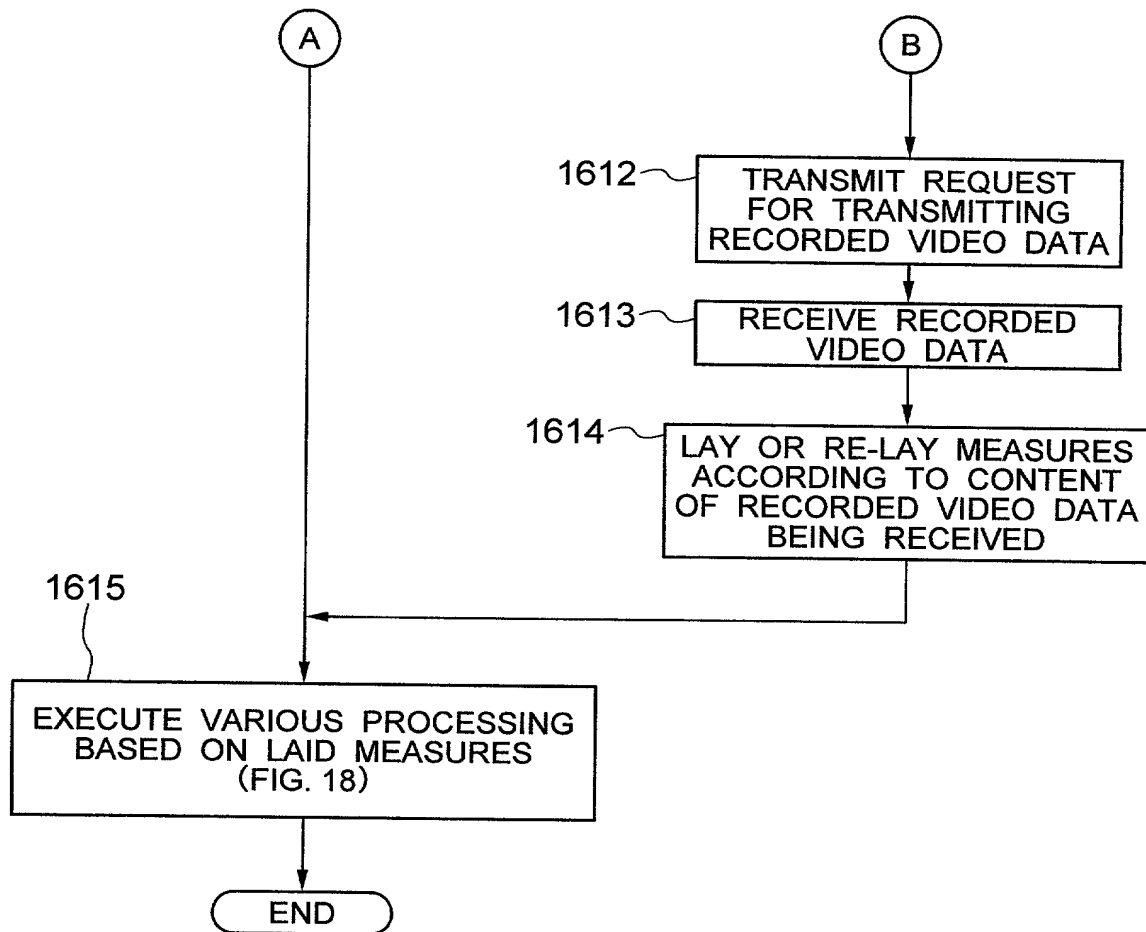 A
B
1612
TRANSMIT REQUEST
FOR TRANSMITTING
RECORDED VIDEO DATA
1613
RECEIVE RECORDED
VIDEO DATA
1614
LAY OR RE-LAY MEASURES
ACCORDING TO CONTENT
OF RECORDED VIDEO DATA
BEING RECEIVED
1615
EXECUTE VARIOUS PROCESSING
BASED ON LAID MEASURES
(FIG. 18)
END